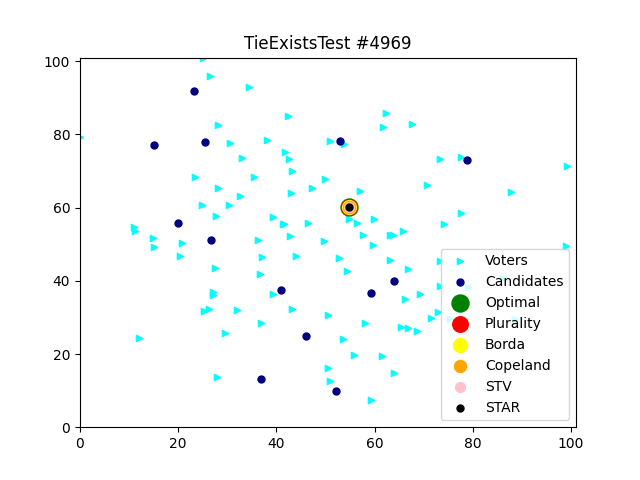 TieExistsTest #4969
100
80
60
40
20
0
0 20 40 60 80 100
Voters
Candidates
Optimal
Plurality
Borda
Copeland
STV
STAR